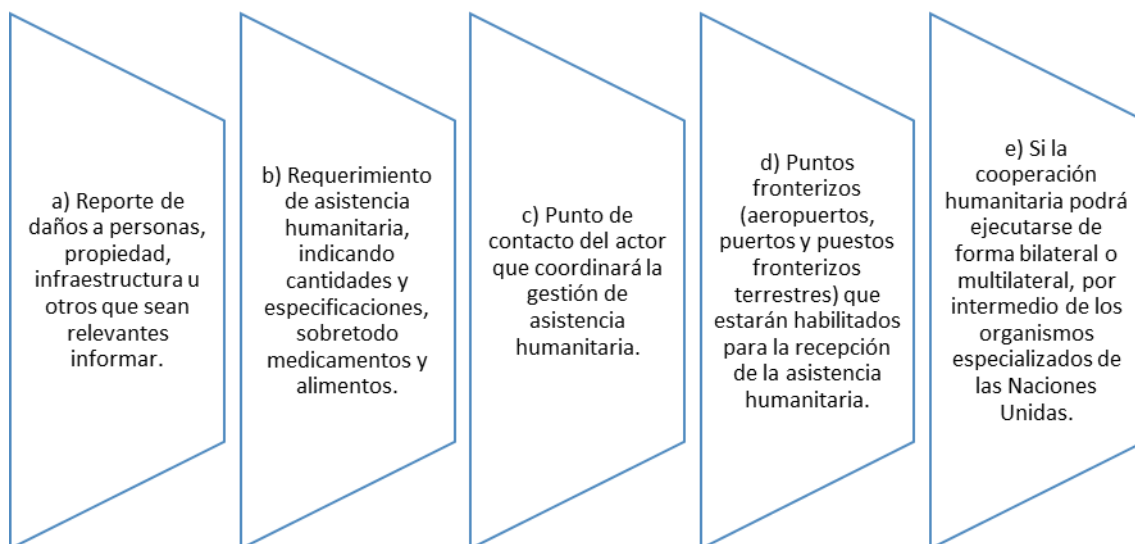 a) Reporte de
daños a personas,
propiedad,
infraestructura u
otros que sean
relevantes
informar.
b) Requerimiento
de asistencia
humanitaria,
indicando
cantidades y
especificaciones,
sobretodo
medicamentos y
alimentos.
c) Punto de
contacto del actor
que coordinará la
gestión de
asistencia
humanitaria.
d) Puntos
fronterizos
(aeropuertos,
puertos y puestos
fronterizos
terrestres) que
estarán habilitados
para la recepción
de la asistencia
humanitaria.
e) Si la
cooperación
humanitaria podrá
ejecutarse de
forma bilateral o
multilateral, por
intermedio de los
organismos
especializados de
las Naciones
Unidas.